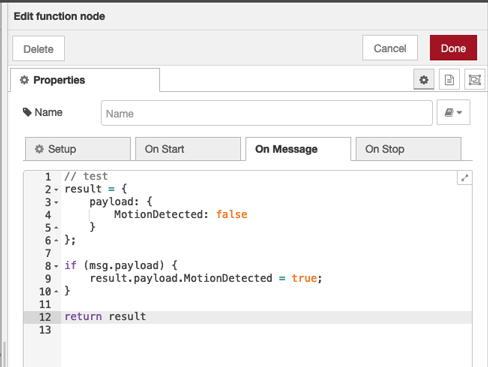 Edit function node
Delete
Cancel
Done
Properties
Name
Name
Setup
On Start
On Message
On Stop
1 // test
2 result = {
3     payload: {
4         MotionDetected: false
5     }
6 };
7
8 if (msg.payload) {
9     result.payload.MotionDetected = true;
10 }
11
12 return result
13